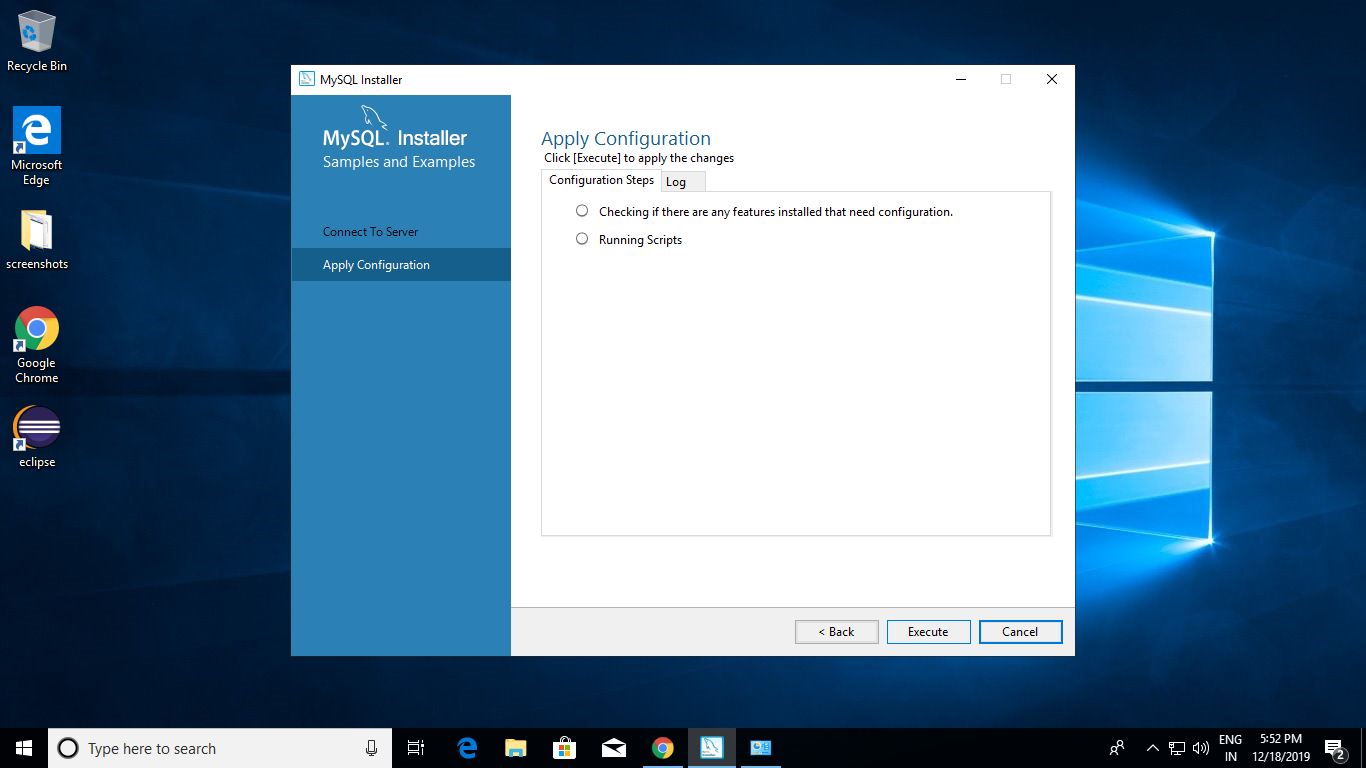 Recycle Bin
Microsoft
Edge
screenshots
Google
Chrome
eclipse
MySQL Installer
MySQL. Installer
Samples and Examples
Connect To Server
Apply Configuration
Apply Configuration
Click [Execute] to apply the changes
Configuration Steps
Log
Checking if there are any features installed that need configuration.
Running Scripts
< Back
Execute
Cancel
Type here to search
ENG
IN
5:52 PM
12/18/2019
2